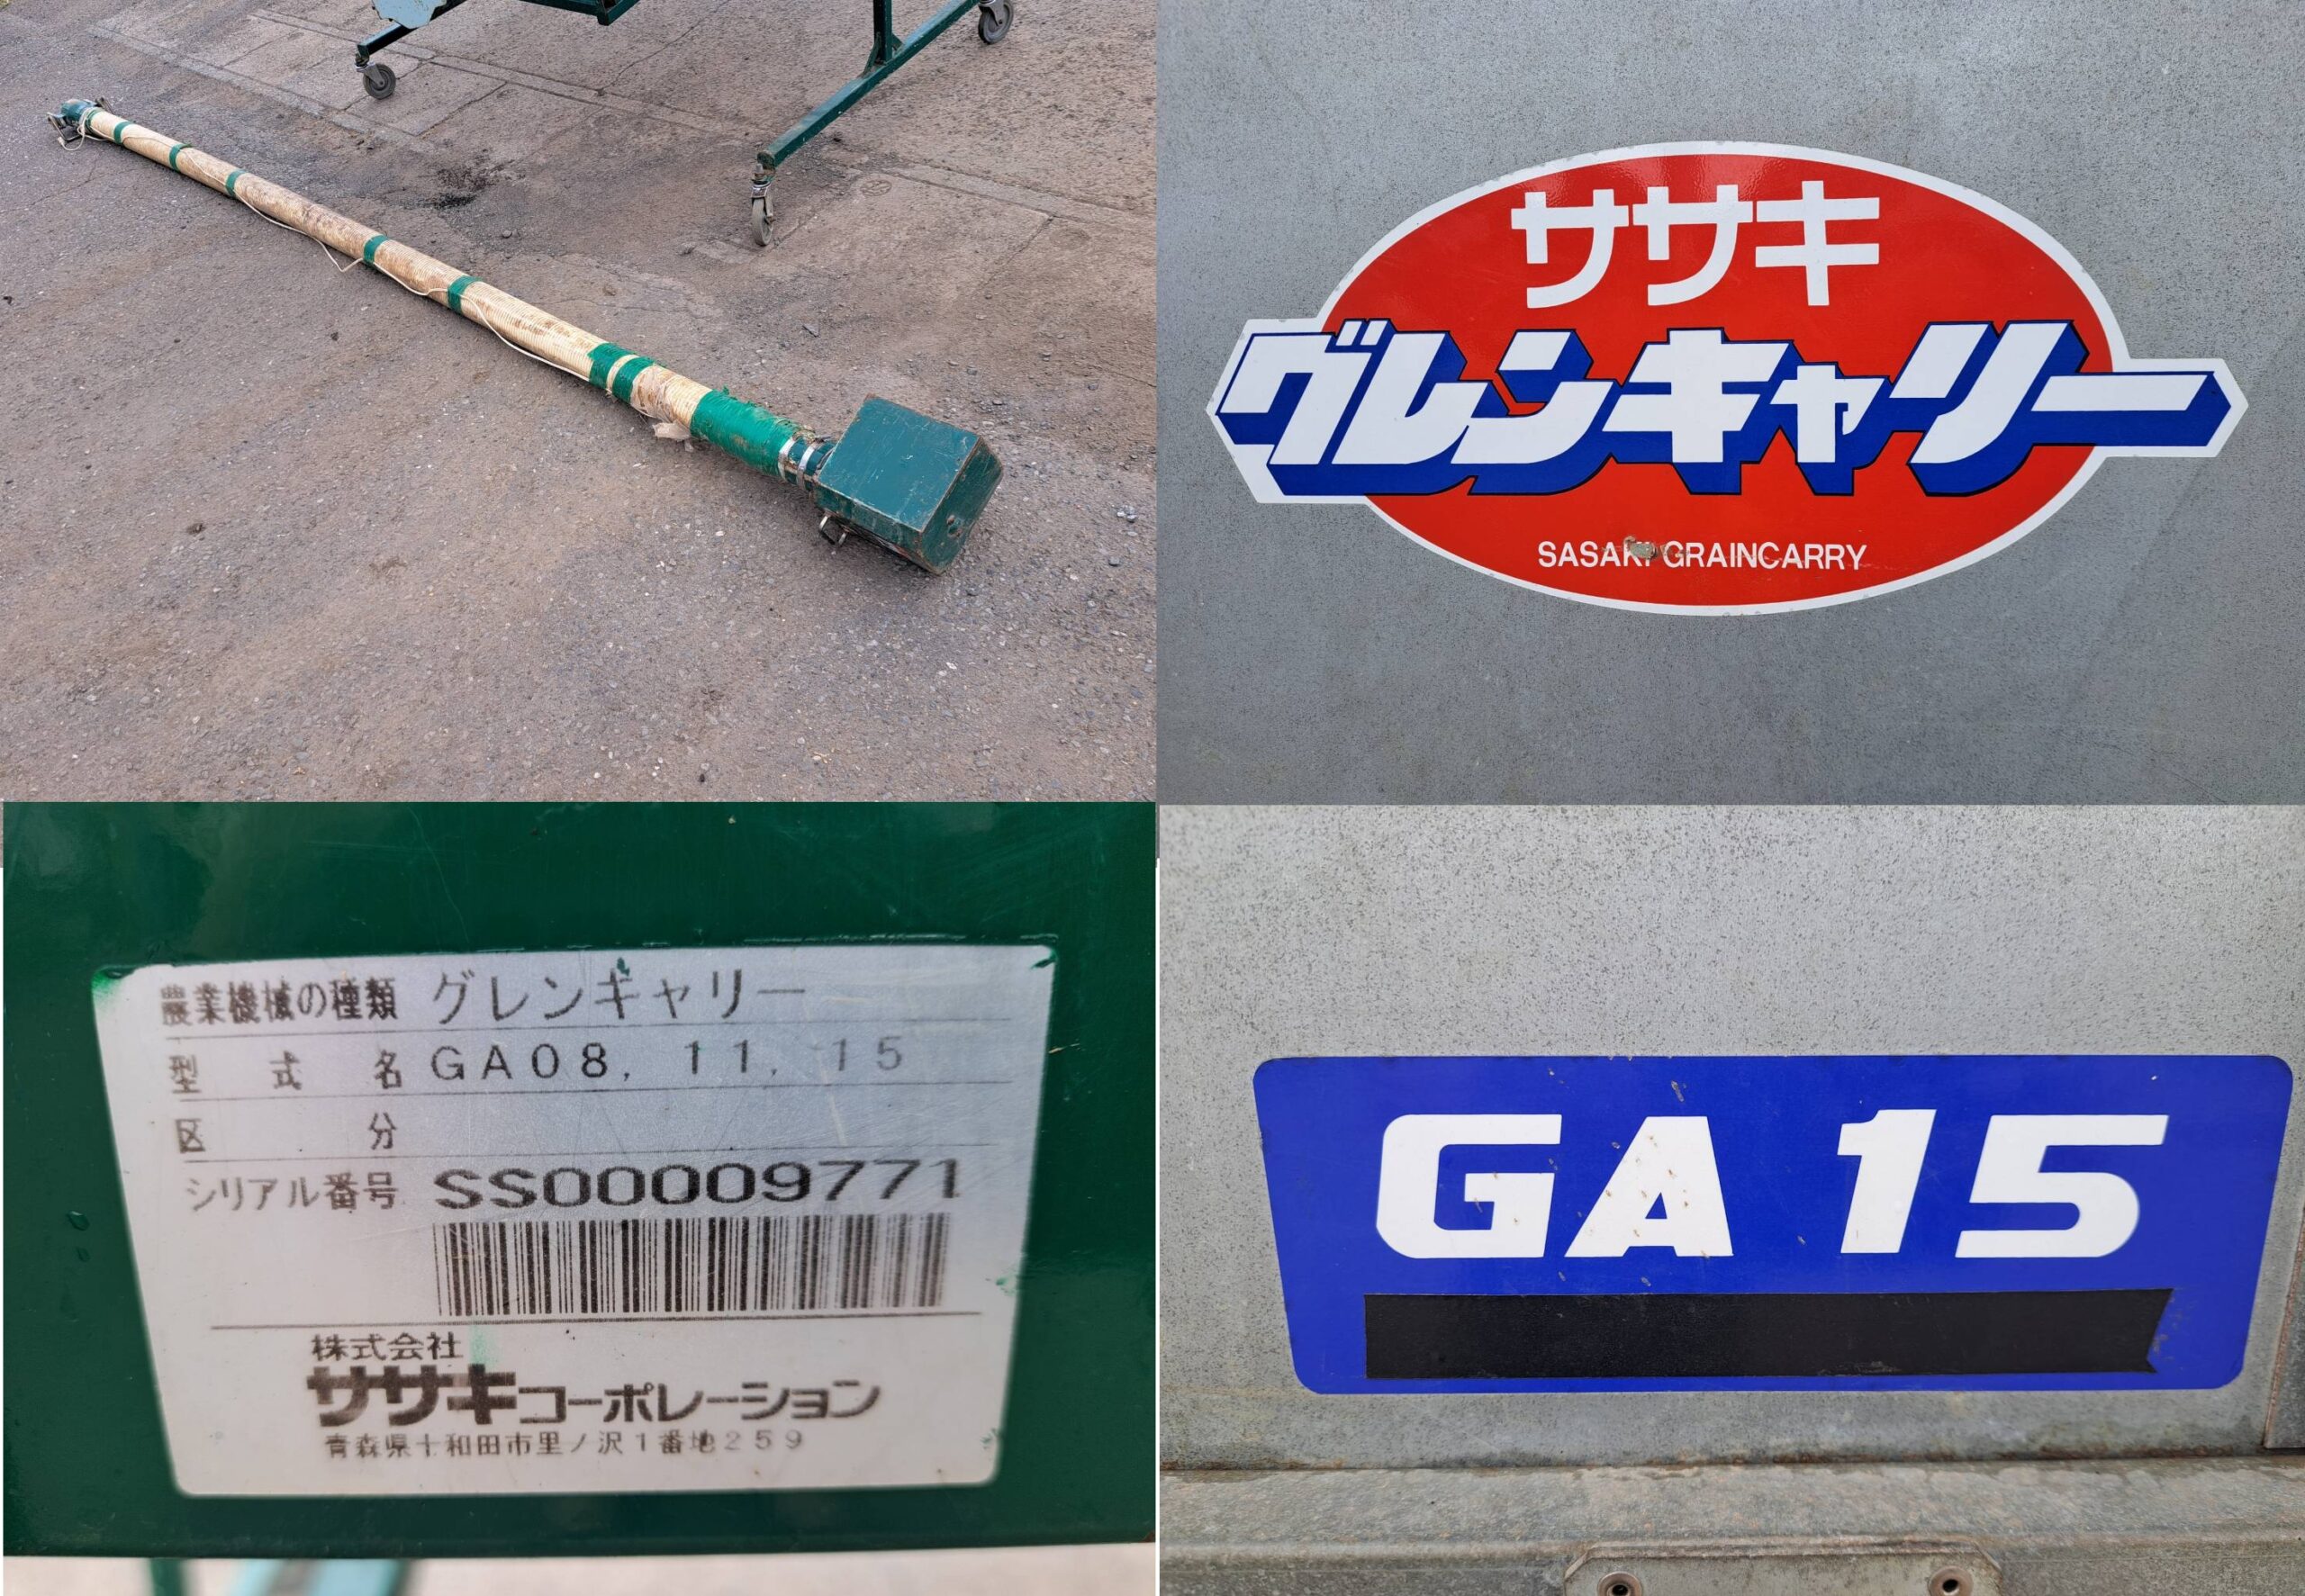 ササキ
グレンキャリー
SASAKI GRAINCARRY
農業機械の種類 グレンキャリー
型式名 GA08, 11, 15
区分
シリアル番号 SS00009771
株式会社
ササキコーポレーション
青森県十和田市里ノ沢1番地259
GA 15